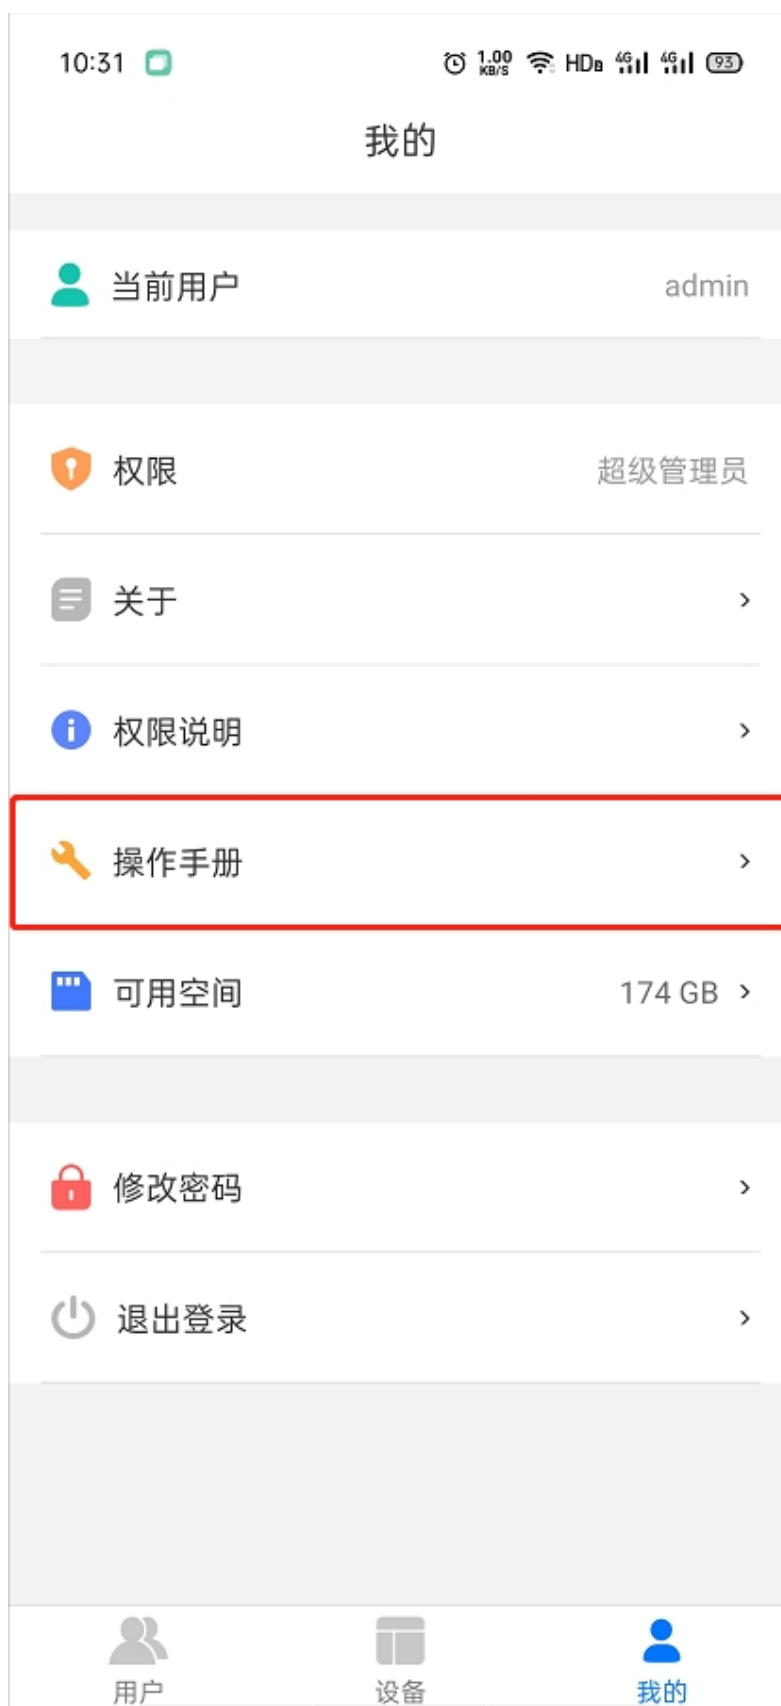 10:31 1.00 KB/S HDB 4G 4G 93
我的
当前用户 admin
权限 超级管理员
关于
权限说明
操作手册
可用空间 174 GB
修改密码
退出登录
用户 设备 我的